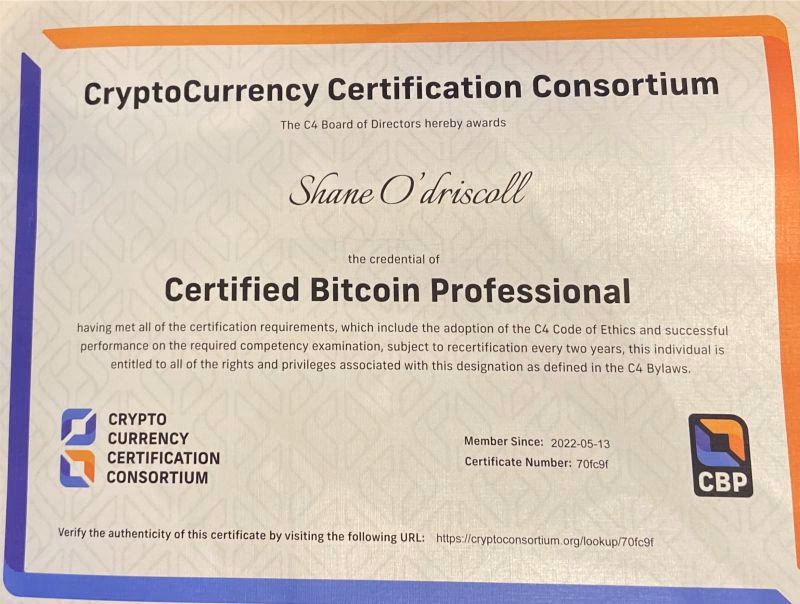 CryptoCurrency Certification Consortium
The C4 Board of Directors hereby awards
Shane O'driscoll
the credential of
Certified Bitcoin Professional
having met all of the certification requirements, which include the adoption of the C4 Code of Ethics and successful
performance on the required competency examination, subject to recertification every two years, this individual is
entitled to all of the rights and privileges associated with this designation as defined in the C4 Bylaws.
CRYPTO
CURRENCY
CERTIFICATION
CONSORTIUM
Member Since: 2022-05-13
Certificate Number: 70fc9f
CBP
Verify the authenticity of this certificate by visiting the following URL: https://cryptoconsortium.org/lookup/70fc9f